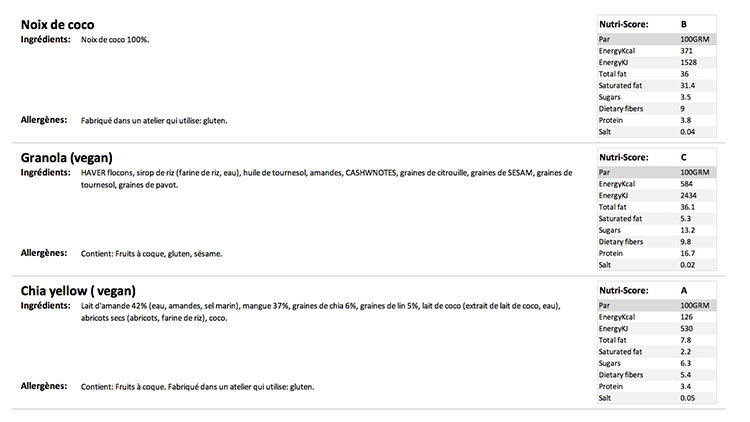 Noix de coco
Ingrédients: Noix de coco 100%.
Allergènes: Fabriqué dans un atelier qui utilise: gluten.
Nutri-Score: B
Par 100GRM
EnergyKcal 371
EnergyKJ 1528
Total fat 36
Saturated fat 31.4
Sugars 3.5
Dietary fibers 9
Protein 3.8
Salt 0.04
Granola (vegan)
Ingrédients: HAVER flocons, sirop de riz (farine de riz, eau), huile de tournesol, amandes, CASHWNOTES, graines de citrouille, graines de SESAM, graines de
tournesol, graines de pavot.
Allergènes: Contient: Fruits à coque, gluten, sésame.
Nutri-Score: C
Par 100GRM
EnergyKcal 584
EnergyKJ 2434
Total fat 36.1
Saturated fat 5.3
Sugars 13.2
Dietary fibers 9.8
Protein 16.7
Salt 0.02
Chia yellow ( vegan)
Ingrédients: Lait d'amande 42% (eau, amandes, sel marin), mangue 37%, graines de chia 6%, graines de lin 5%, lait de coco (extrait de lait de coco, eau),
abricots secs (abricots, farine de riz), coco.
Allergènes: Contient: Fruits à coque. Fabriqué dans un atelier qui utilise: gluten.
Nutri-Score: A
Par 100GRM
EnergyKcal 126
EnergyKJ 530
Total fat 7.8
Saturated fat 2.2
Sugars 6.3
Dietary fibers 5.4
Protein 3.4
Salt 0.05